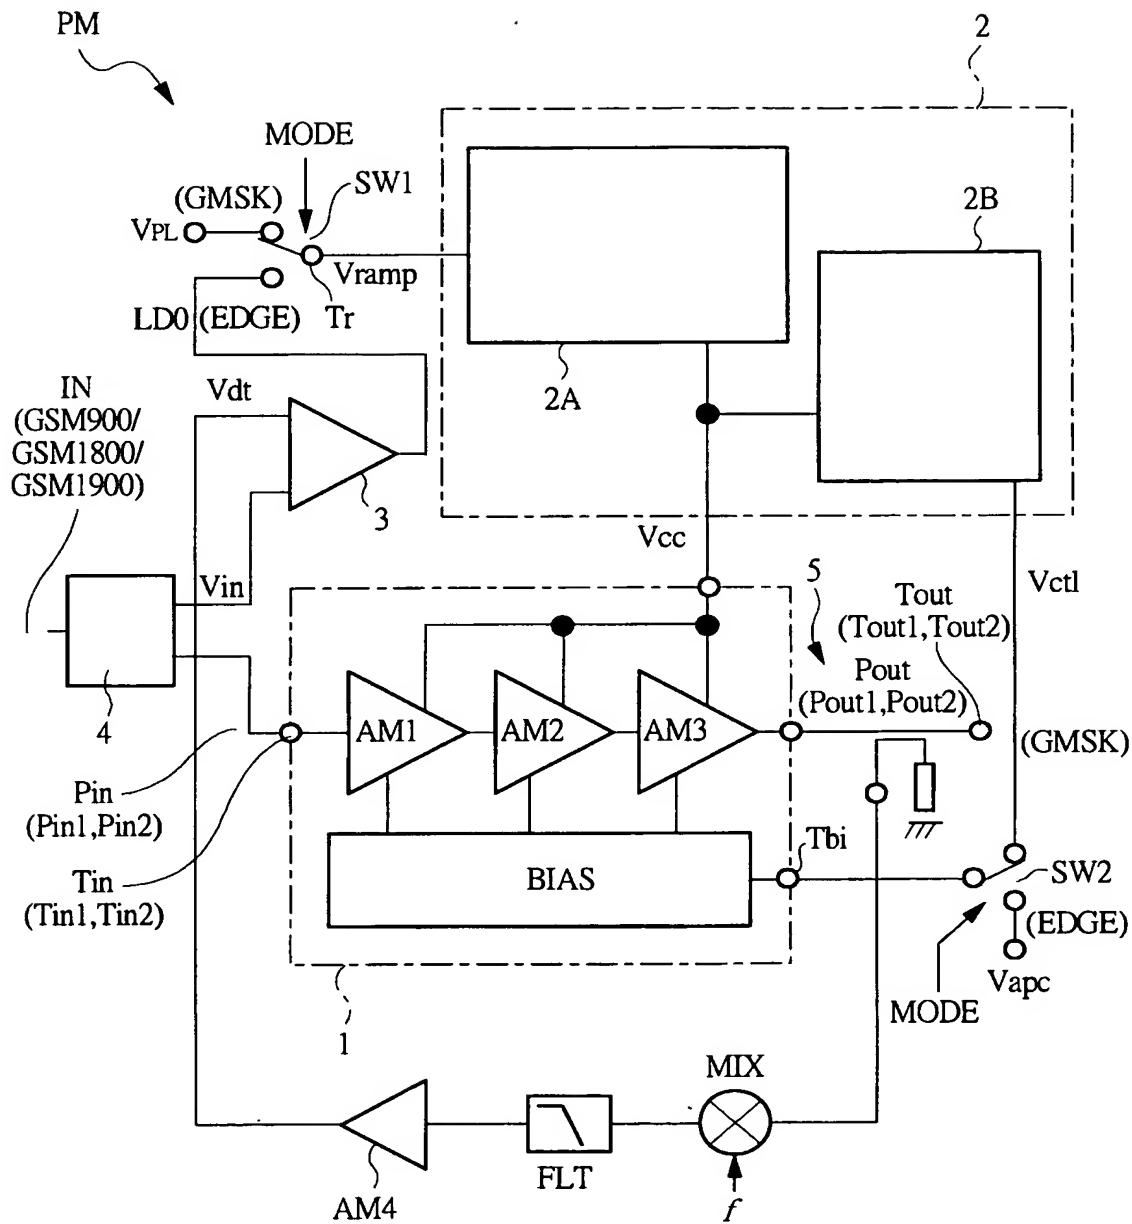 PM
2
MODE
SW1
(GMSK)
VPL
2B
Vramp
LD0 (EDGE)
Tr
2A
IN
(GSM900/
GSM1800/
GSM1900)
Vdt
3
Vcc
Vin
5
Vctl
Tout
(Tout1,Tout2)
Pout
(Pout1,Pout2)
4
AM1
AM2
AM3
(GMSK)
Pin
(Pin1,Pin2)
Tbi
Tin
(Tin1,Tin2)
BIAS
SW2
(EDGE)
Vapc
MODE
1
MIX
FLT
AM4
f